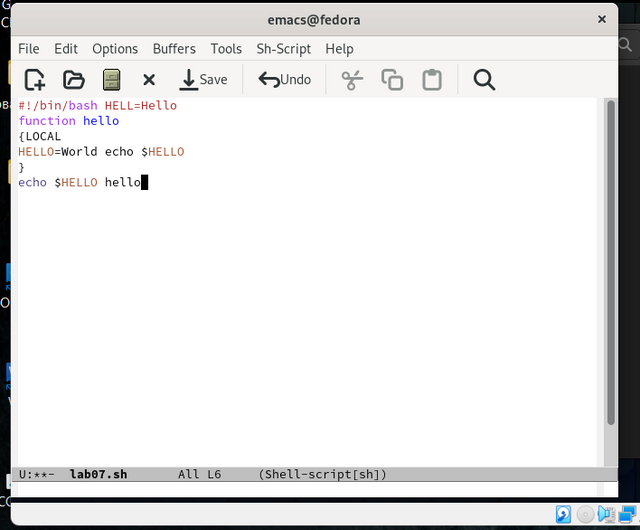 emacs@fedora
File Edit Options Buffers Tools Sh-Script Help
Save Undo
#!/bin/bash HELL=Hello
function hello
{LOCAL
HELLO=World echo $HELLO
}
echo $HELLO hello
U:**- lab07.sh All L6 (Shell-script[sh])